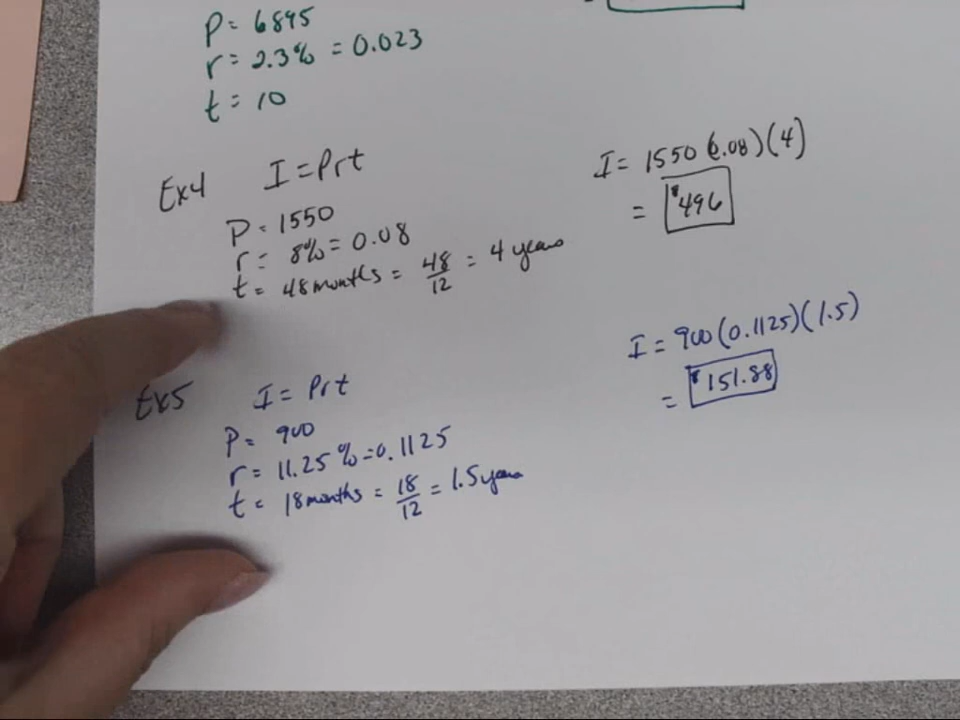 P = 6895
r = 2.3% = 0.023
t = 10
Ex4 I = Prt
P = 1550
r = 8% = 0.08
t = 48 months = 48/12 = 4 years
I = 1550 (0.08)(4)
= $496
Ex5 I = Prt
P = 900
r = 11.25% = 0.1125
t = 18 months = 18/12 = 1.5 years
I = 900 (0.1125)(1.5)
= $151.88